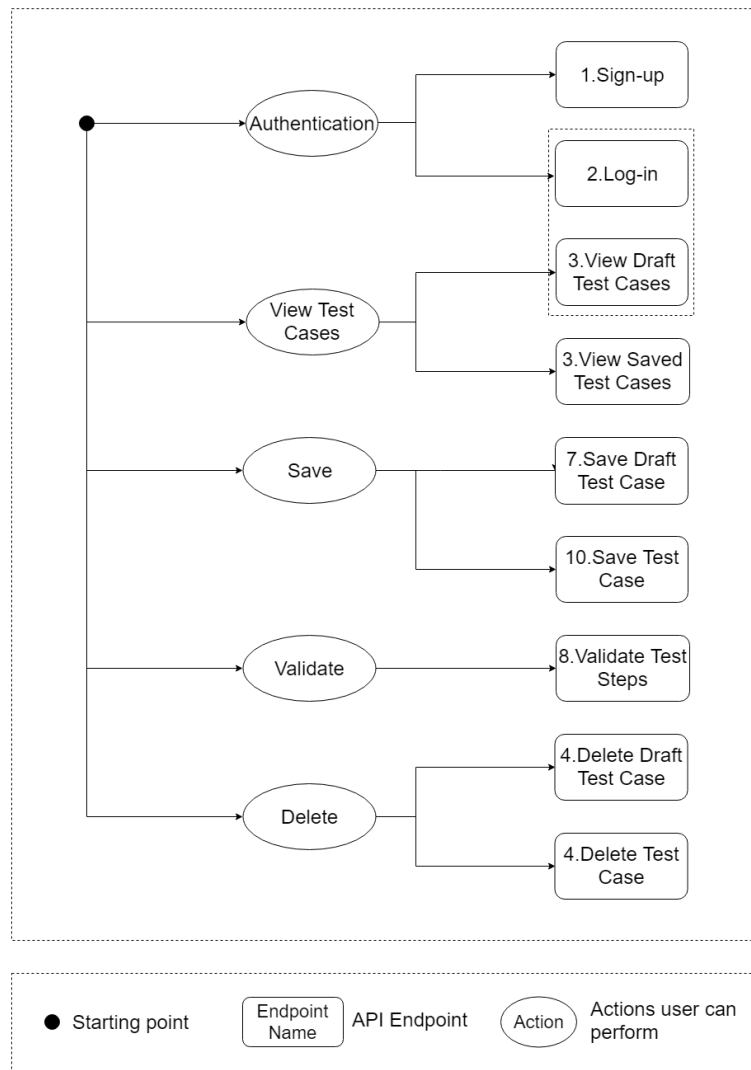 1.Sign-up
Authentication
2.Log-in
3.View Draft
Test Cases
View Test
Cases
3.View Saved
Test Cases
7.Save Draft
Test Case
Save
10.Save Test
Case
Validate
8.Validate Test
Steps
4.Delete Draft
Test Case
Delete
4.Delete Test
Case
Starting point
Endpoint
Name
API Endpoint
Action
Actions user can
perform